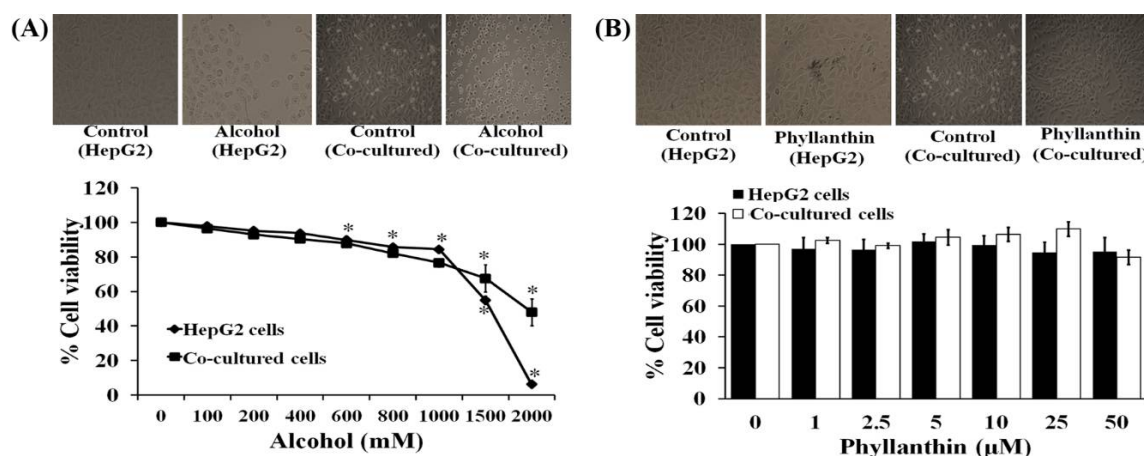 (A)
Control
(HepG2)
Alcohol
(HepG2)
Control
(Co-cultured)
Alcohol
(Co-cultured)
% Cell viability
120
100
80
60
40
20
0
* * * * * * *
HepG2 cells
Co-cultured cells
0 100 200 400 600 800 1000 1500 2000
Alcohol (mM)
(B)
Control
(HepG2)
Phyllanthin
(HepG2)
Control
(Co-cultured)
Phyllanthin
(Co-cultured)
HepG2 cells
Co-cultured cells
% Cell viability
120
100
80
60
40
20
0
0 1 2.5 5 10 25 50
Phyllanthin (µM)